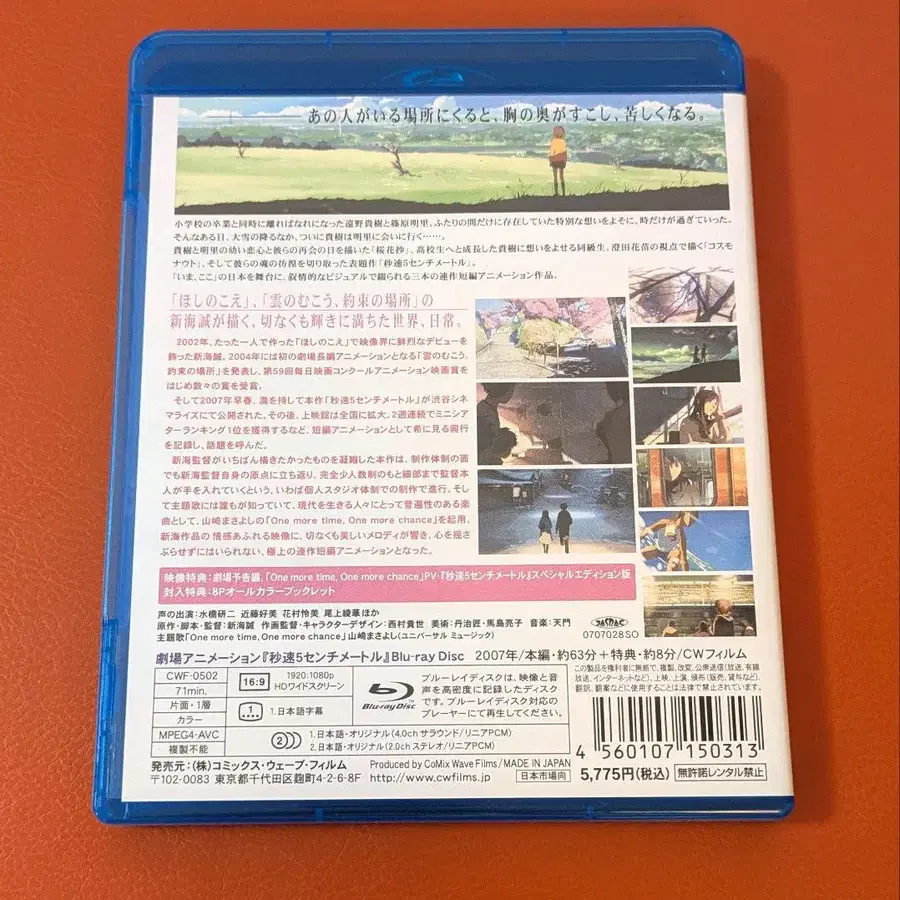 あの人がいる場所にくると、胸の奥がすこし、苦しくなる。
小学校の卒業と同時に離ればなれになった遠野貴樹と篠原明里。ふたりの間だけに存在していた特別な想いをよそに、時だけが過ぎていった。
そんなある日、大雪の降るなか、ついに貴樹は明里に会いに行く……。
貴樹と明里の幼い恋心と彼らの再会の日を描いた「桜花抄」、高校生へと成長した貴樹に想いをよせる同級生、澄田花苗の視点で描く「コスモ
ナウト」、そして彼らの魂の彷徨を切り取った表題作「秒速5センチメートル」。
「いま、ここ」の日本を舞台に、叙情的なビジュアルで綴られる三本の連作短編アニメーション作品。
「ほしのこえ」、「雲のむこう、約束の場所」の
新海誠が描く、切なくも輝きに満ちた世界、日常。
2002年、たった一人で作った「ほしのこえ」で映像界に鮮烈なデビューを
飾った新海誠。2004年には初の劇場長編アニメーションとなる「雲のむこう、
約束の場所」を発表し、第59回毎日映画コンクールアニメーション映画賞を
はじめ数々の賞を受賞。
そして2007年早春、満を持して本作「秒速5センチメートル」が渋谷シネ
マライズにて公開された。その後、上映館は全国に拡大。2週連続でミニシ
アターランキング1位を獲得するなど、短編アニメーションとして希に見る興行
を記録し、話題を呼んだ。
新海監督がいちばん描きたかったものを凝縮した本作は、制作体制の面
でも新海監督自身の原点に立ち返り、完全少人数制のもと細部まで監督本
人が手を入れていくという、いわば個人スタジオ体制での制作で進行。そし
て主題歌には誰もが知っていて、現代を生きる人々にとって普遍性のある楽
曲として、山崎まさよしの「One more time, One more chance」を起用。
新海作品の 情感あふれる映像に、切なくも美しいメロディが響き、心を揺さ
ぶらせずにはいられない、極上の連作短編アニメーションとなった。
映像特典:劇場予告編、「One more time, One more chance」PV・『秒速5センチメートル』スペシャルエディション版
封入特典:8Pオールカラーブックレット
声の出演:水橋研二 近藤好美 花村怜美 尾上綾華ほか
原作・脚本・監督:新海誠 作画監督・キャラクターデザイン:西村貴世 美術:丹治匠・馬島亮子 音楽:天門
主題歌「One more time, One more chance」山崎まさよし(ユニバーサル ミュージック)
JASRAC
0707028SO
劇場アニメーション『秒速5センチメートル』Blu-ray Disc 2007年/本編・約63分+特典・約8分/CWフィルム
CWF-0502
71min.
片面・1層
カラー
MPEG4-AVC
複製不能
16:9
1920:1080p
HDワイドスクリーン
1
1.日本語字幕
2
1.日本語・オリジナル(4.0ch サラウンド/リニアPCM)
2.日本語・オリジナル(2.0ch ステレオ/リニアPCM)
Blu-ray Disc
ブルーレイディスクは、映像と音
声を高密度に記録したディスク
です。ブルーレイディスク対応の
プレーヤーにて再生してください。
この製品を権利者に無断で、複製、改変、公衆送信(放送、有線
放送、インターネットなど)、上映、上演、頒布(販売、貸与など)、
翻訳、翻案などに使用することは法律で禁止されています。
4 560107 150313
発売元:(株)コミックス・ウェーブ・フィルム
〒102-0083 東京都千代田区麹町4-2-6-8F
Produced by CoMix Wave Films/MADE IN JAPAN
http://www.cwfilms.jp
日本市場向
5,775円(税込)
無許諾レンタル禁止